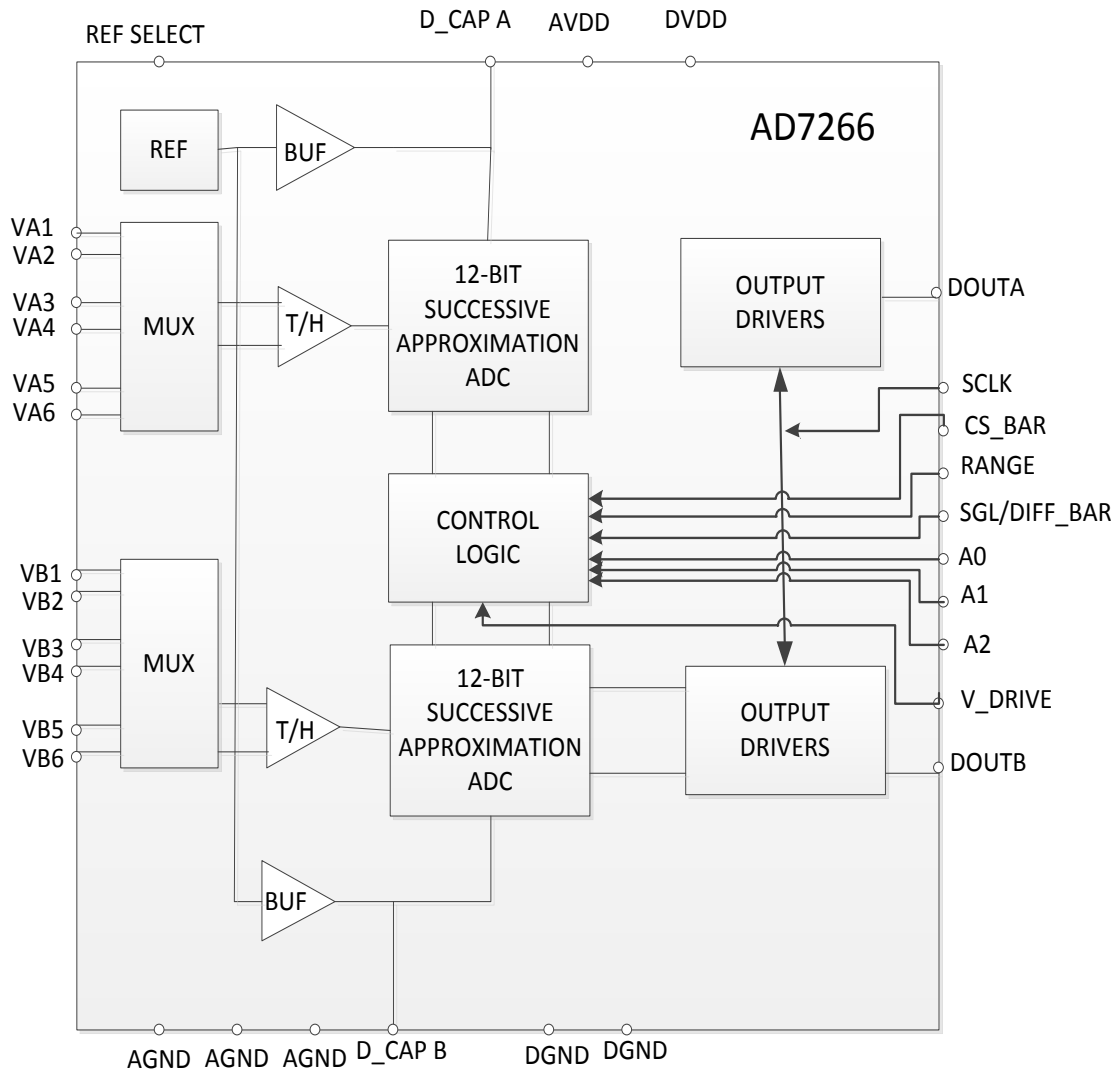 REF SELECT
D_CAP A
AVDD
DVDD
AD7266
REF
BUF
VA1
VA2
VA3
VA4
VA5
VA6
MUX
T/H
12-BIT
SUCCESSIVE
APPROXIMATION
ADC
OUTPUT
DRIVERS
DOUTA
SCLK
CS_BAR
RANGE
SGL/DIFF_BAR
A0
A1
A2
V_DRIVE
DOUTB
CONTROL
LOGIC
VB1
VB2
VB3
VB4
VB5
VB6
MUX
T/H
12-BIT
SUCCESSIVE
APPROXIMATION
ADC
OUTPUT
DRIVERS
BUF
AGND
AGND
AGND
D_CAP B
DGND
DGND